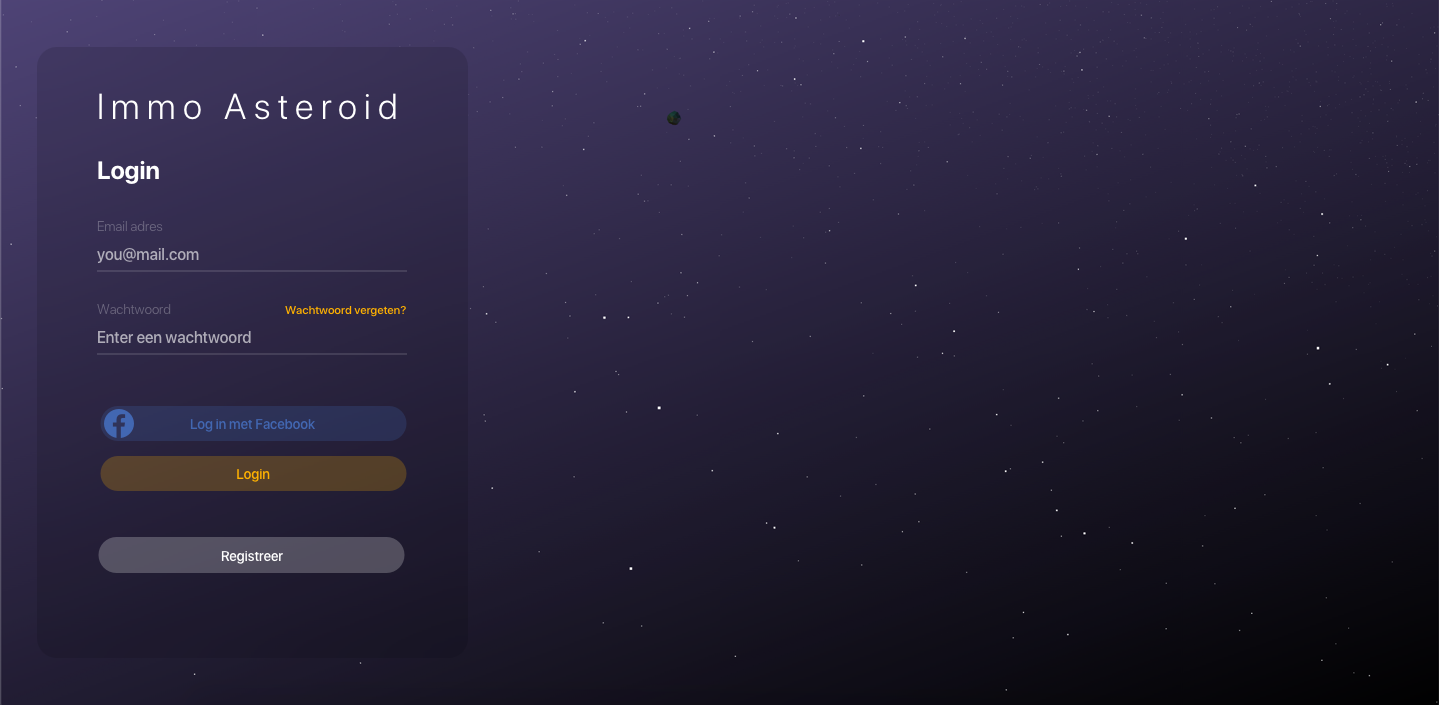 Immo Asteroid
Login
Email adres
you@mail.com
Wachtwoord Wachtwoord vergeten?
Enter een wachtwoord
Log in met Facebook
Login
Registreer